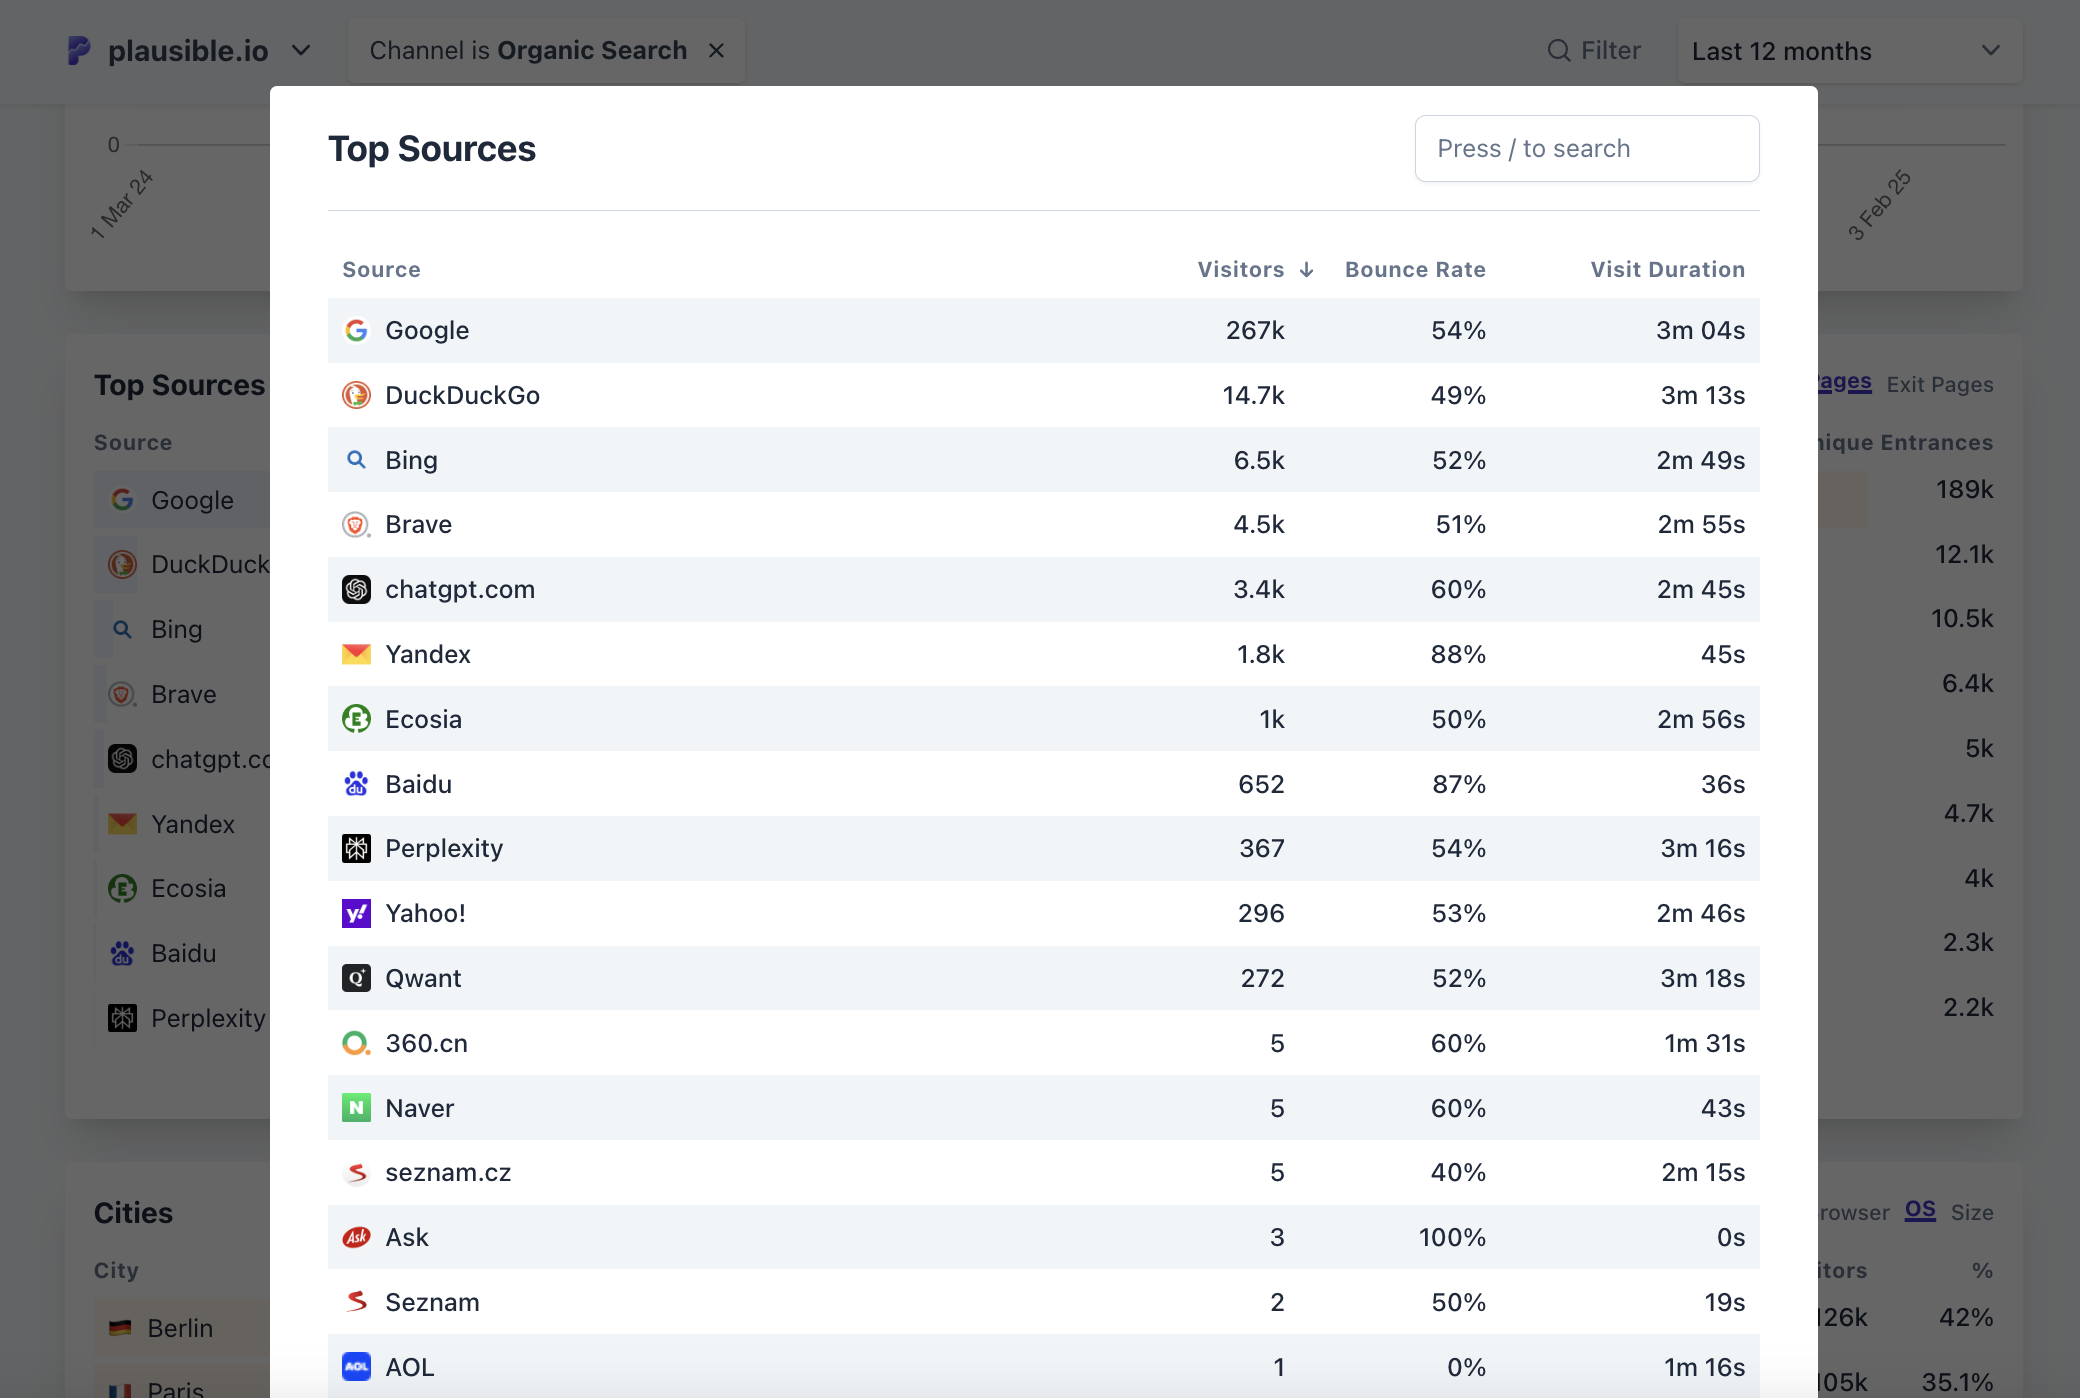 plausible.io
Channel is Organic Search
Filter
Last 12 months
0
1 Mar 24
3 Feb 25
Top Sources
Press / to search
Source Visitors ↓ Bounce Rate Visit Duration
Google 267k 54% 3m 04s
DuckDuckGo 14.7k 49% 3m 13s
Bing 6.5k 52% 2m 49s
Brave 4.5k 51% 2m 55s
chatgpt.com 3.4k 60% 2m 45s
Yandex 1.8k 88% 45s
Ecosia 1k 50% 2m 56s
Baidu 652 87% 36s
Perplexity 367 54% 3m 16s
Yahoo! 296 53% 2m 46s
Qwant 272 52% 3m 18s
360.cn 5 60% 1m 31s
Naver 5 60% 43s
seznam.cz 5 40% 2m 15s
Ask 3 100% 0s
Seznam 2 50% 19s
AOL 1 0% 1m 16s
Top Sources
Source
Google
DuckDuck
Bing
Brave
chatgpt.co
Yandex
Ecosia
Baidu
Perplexity
Cities
City
Berlin
Paris
Pages Exit Pages
nique Entrances
189k
12.1k
10.5k
6.4k
5k
4.7k
4k
2.3k
2.2k
rowser OS Size
itors %
126k 42%
105k 35.1%